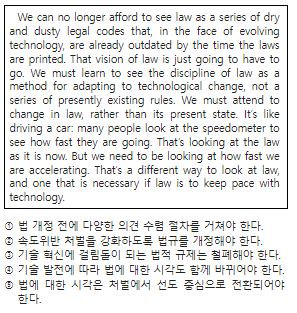 We can no longer afford to see law as a series of dry
and dusty legal codes that, in the face of evolving
technology, are already outdated by the time the laws
are printed. That vision of law is just going to have to
go. We must learn to see the discipline of law as a
method for adapting to technological change, not a
series of presently existing rules. We must attend to
change in law, rather than its present state. It's like
driving a car: many people look at the speedometer to
see how fast they are going. That's looking at the law
as it is now. But we need to be looking at how fast we
are accelerating. That's a different way to look at law,
and one that is necessary if law is to keep pace with
technology.
① 법 개정 전에 다양한 의견 수렴 절차를 거쳐야 한다.
② 속도위반 처벌을 강화하도록 법규를 개정해야 한다.
③ 기술 혁신에 걸림돌이 되는 법적 규제는 철폐해야 한다.
④ 기술 발전에 따라 법에 대한 시각도 함께 바뀌어야 한다.
⑤ 법에 대한 시각은 처벌에서 선도 중심으로 전환되어야
한다.